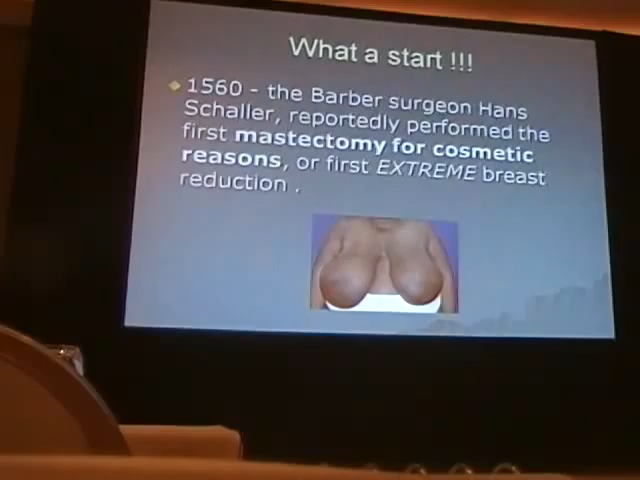 What a start !!!
1560 - the Barber surgeon Hans
Schaller, reportedly performed the
first mastectomy for cosmetic
reasons, or first EXTREME breast
reduction .